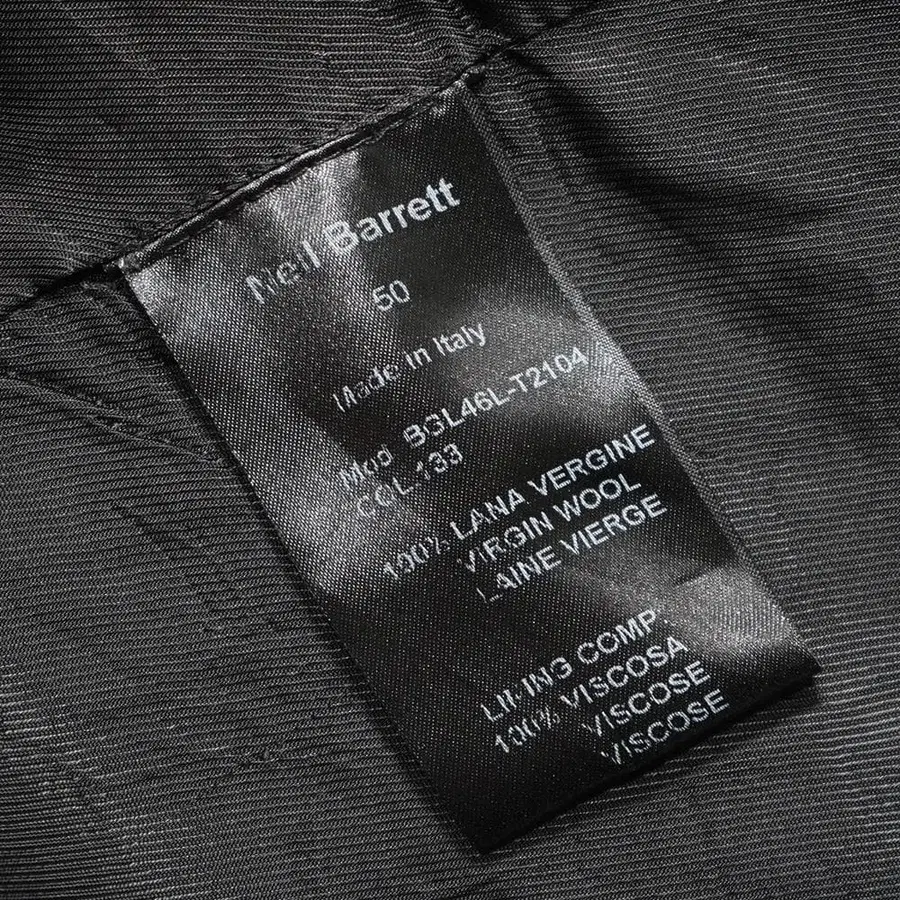 Neil Barrett
50
Made in Italy
Mod BGL46L-T2104
COL 133
100% LANA VERGINE
VIRGIN WOOL
LAINE VIERGE
LINING COMP.
100% VISCOSA
VISCOSE
VISCOSE